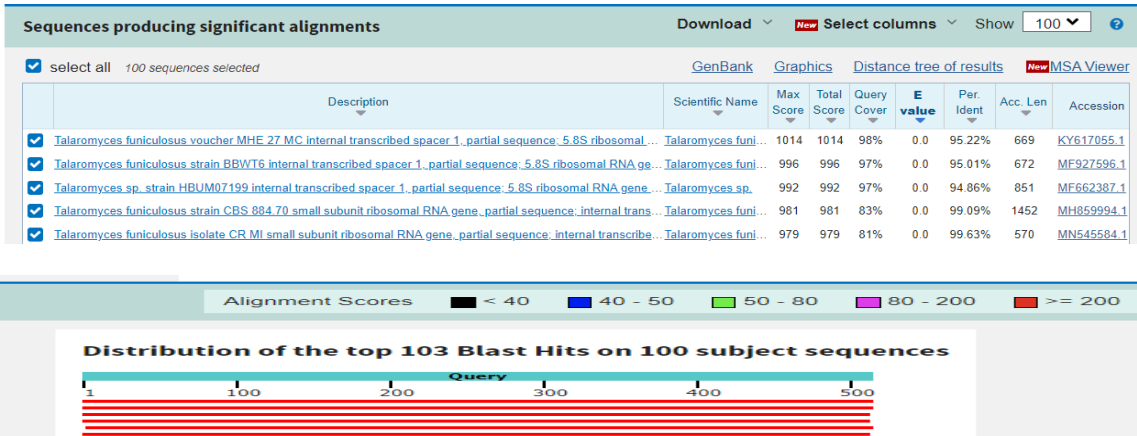 Sequences producing significant alignments Download New Select columns Show 100 ?
select all 100 sequences selected GenBank Graphics Distance tree of results New MSA Viewer
Description Scientific Name Max Score Total Score Query Cover E value Per. Ident Acc. Len Accession
Talaromyces funiculosus voucher MHE 27 MC internal transcribed spacer 1, partial sequence; 5.8S ribosomal ... Talaromyces funi... 1014 1014 98% 0.0 95.22% 669 KY617055.1
Talaromyces funiculosus strain BBWT6 internal transcribed spacer 1, partial sequence; 5.8S ribosomal RNA ge... Talaromyces funi... 996 996 97% 0.0 95.01% 672 MF927596.1
Talaromyces sp. strain HBUM07199 internal transcribed spacer 1, partial sequence; 5.8S ribosomal RNA gene ... Talaromyces sp. 992 992 97% 0.0 94.86% 851 MF662387.1
Talaromyces funiculosus strain CBS 884.70 small subunit ribosomal RNA gene, partial sequence; internal trans... Talaromyces funi... 981 981 83% 0.0 99.09% 1452 MH859994.1
Talaromyces funiculosus isolate CR MI small subunit ribosomal RNA gene, partial sequence; internal transcribe... Talaromyces funi... 979 979 81% 0.0 99.63% 570 MN545584.1
Alignment Scores < 40 40 - 50 50 - 80 80 - 200 >= 200
Distribution of the top 103 Blast Hits on 100 subject sequences
Query
1 100 200 300 400 500